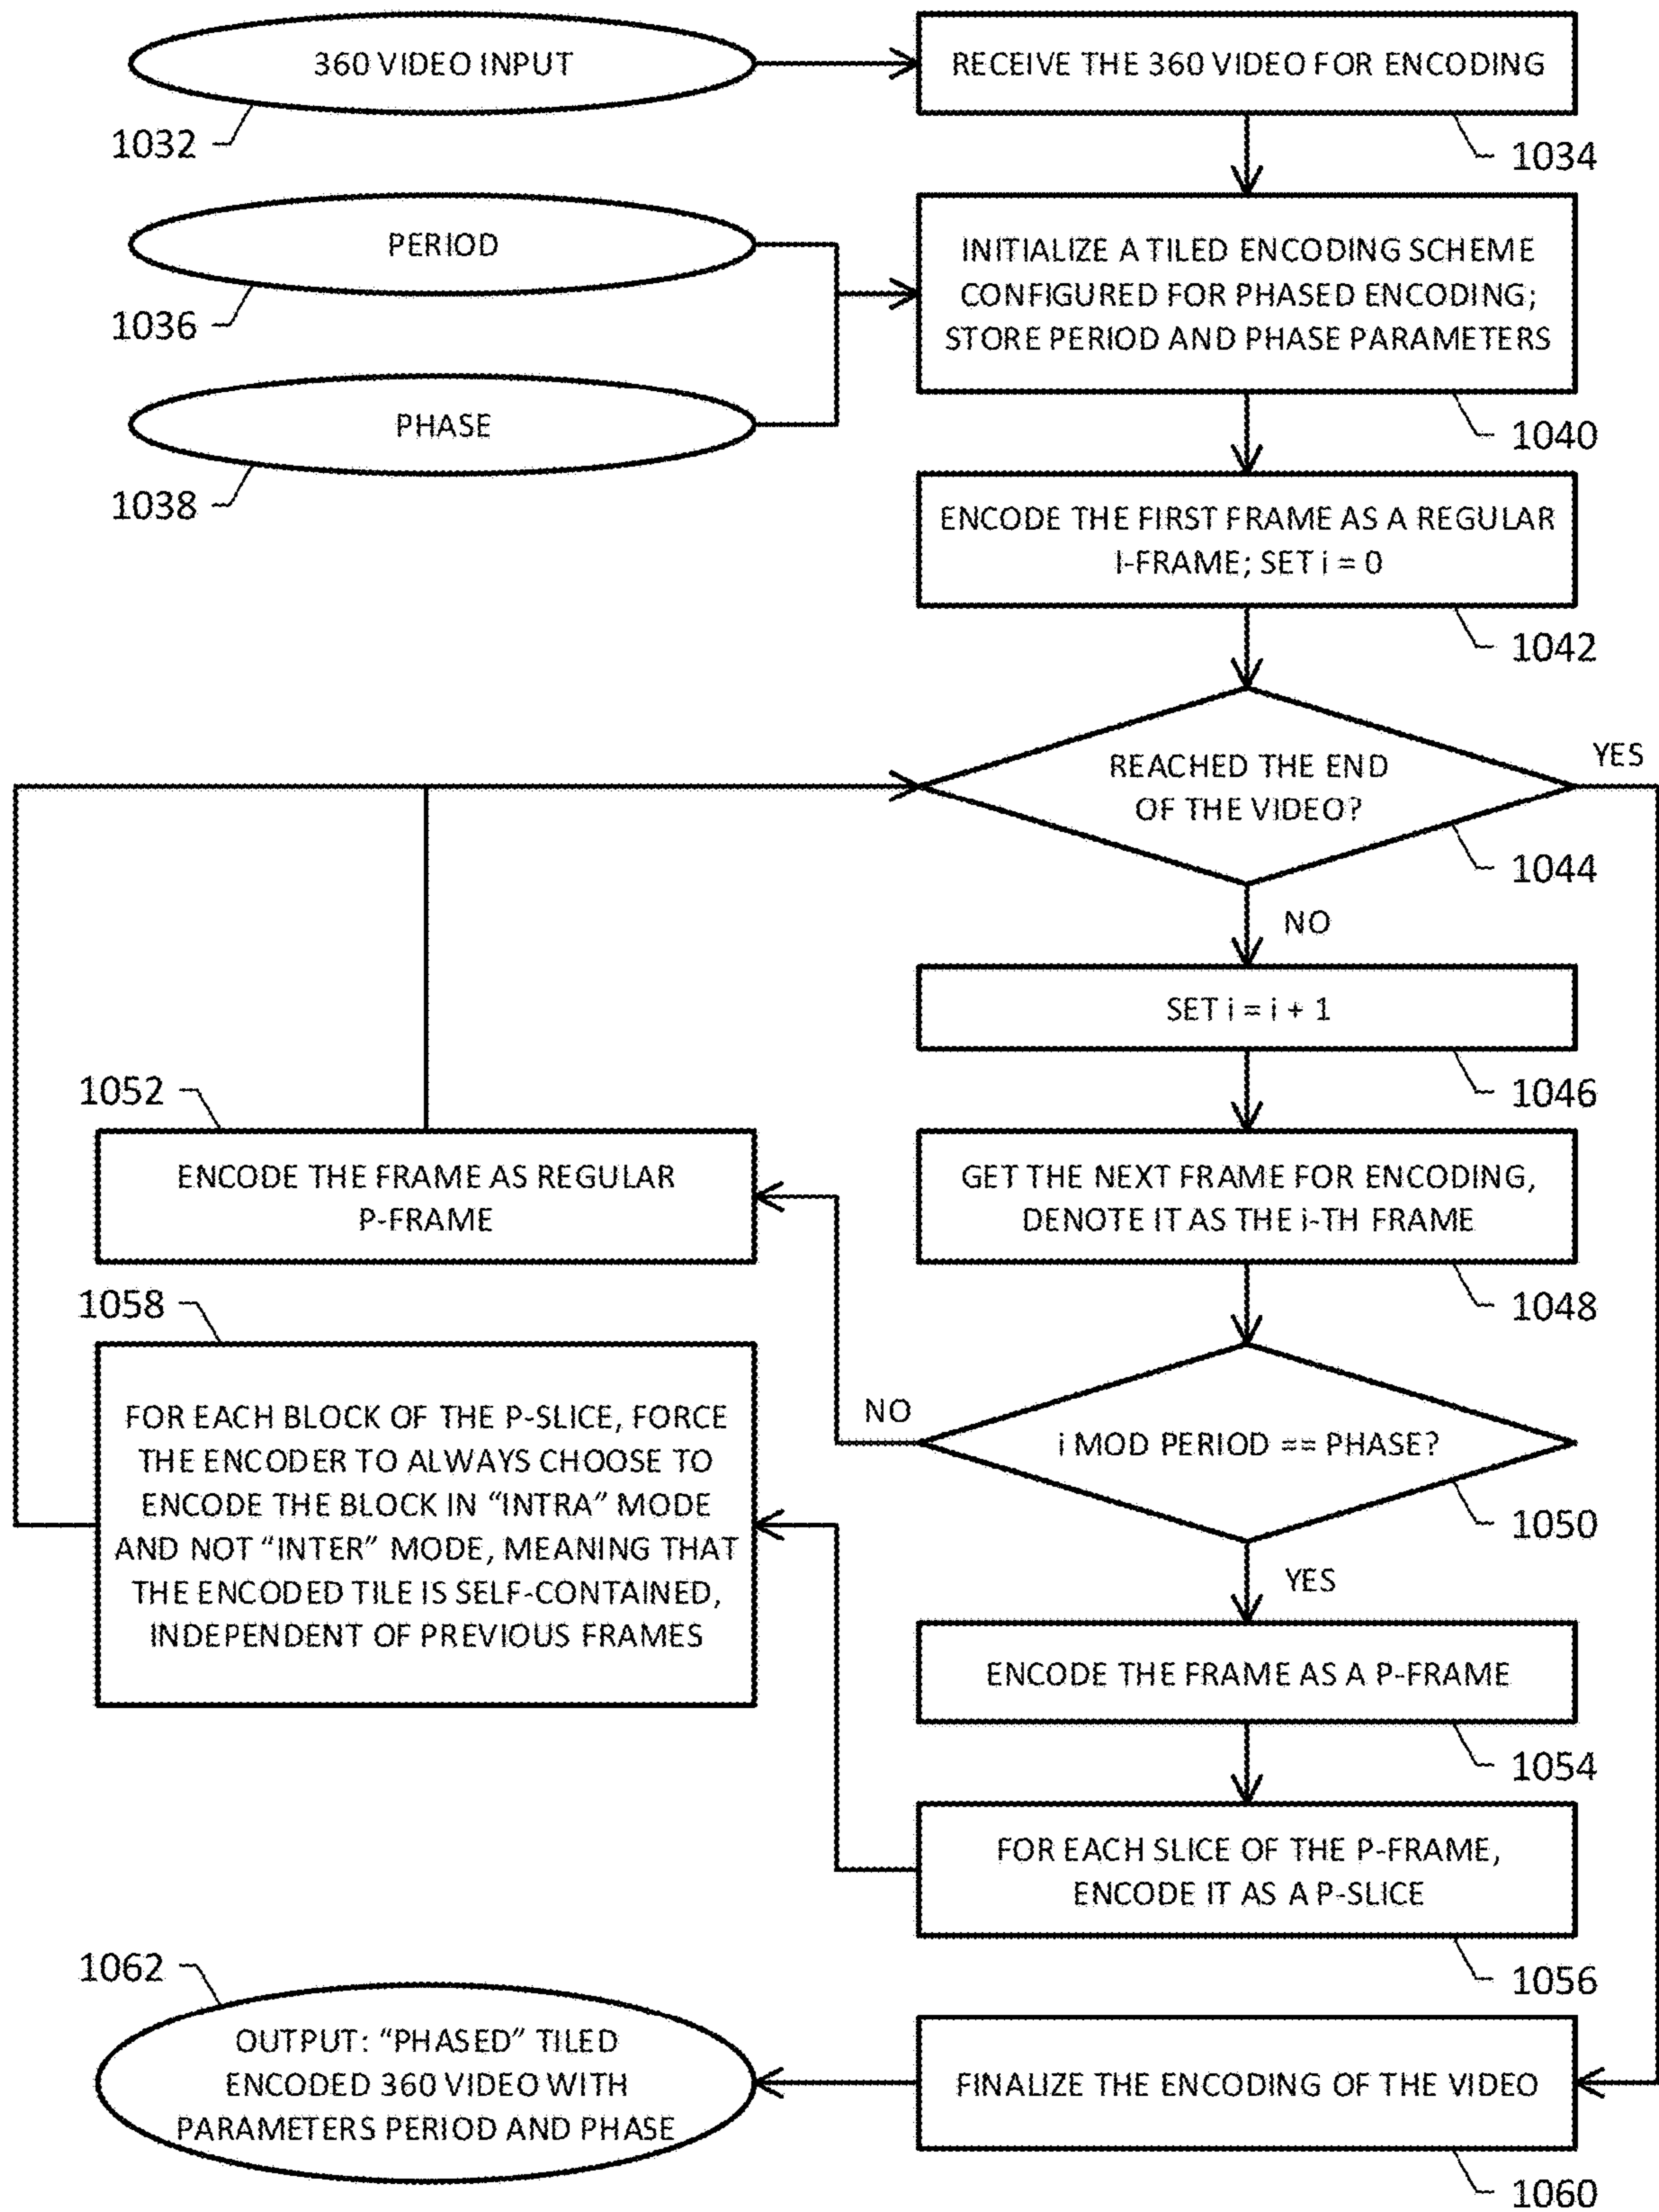 360 VIDEO INPUT
1032
RECEIVE THE 360 VIDEO FOR ENCODING
1034
PERIOD
1036
PHASE
1038
INITIALIZE A TILED ENCODING SCHEME
CONFIGURED FOR PHASED ENCODING;
STORE PERIOD AND PHASE PARAMETERS
1040
ENCODE THE FIRST FRAME AS A REGULAR
I-FRAME; SET i = 0
1042
REACHED THE END
OF THE VIDEO?
YES
1044
NO
SET i = i + 1
1046
1052
ENCODE THE FRAME AS REGULAR
P-FRAME
GET THE NEXT FRAME FOR ENCODING,
DENOTE IT AS THE i-TH FRAME
1048
1058
FOR EACH BLOCK OF THE P-SLICE, FORCE
THE ENCODER TO ALWAYS CHOOSE TO
ENCODE THE BLOCK IN “INTRA” MODE
AND NOT “INTER” MODE, MEANING THAT
THE ENCODED TILE IS SELF-CONTAINED,
INDEPENDENT OF PREVIOUS FRAMES
NO
i MOD PERIOD == PHASE?
1050
YES
ENCODE THE FRAME AS A P-FRAME
1054
FOR EACH SLICE OF THE P-FRAME,
ENCODE IT AS A P-SLICE
1056
1062
OUTPUT: “PHASED” TILED
ENCODED 360 VIDEO WITH
PARAMETERS PERIOD AND PHASE
FINALIZE THE ENCODING OF THE VIDEO
1060